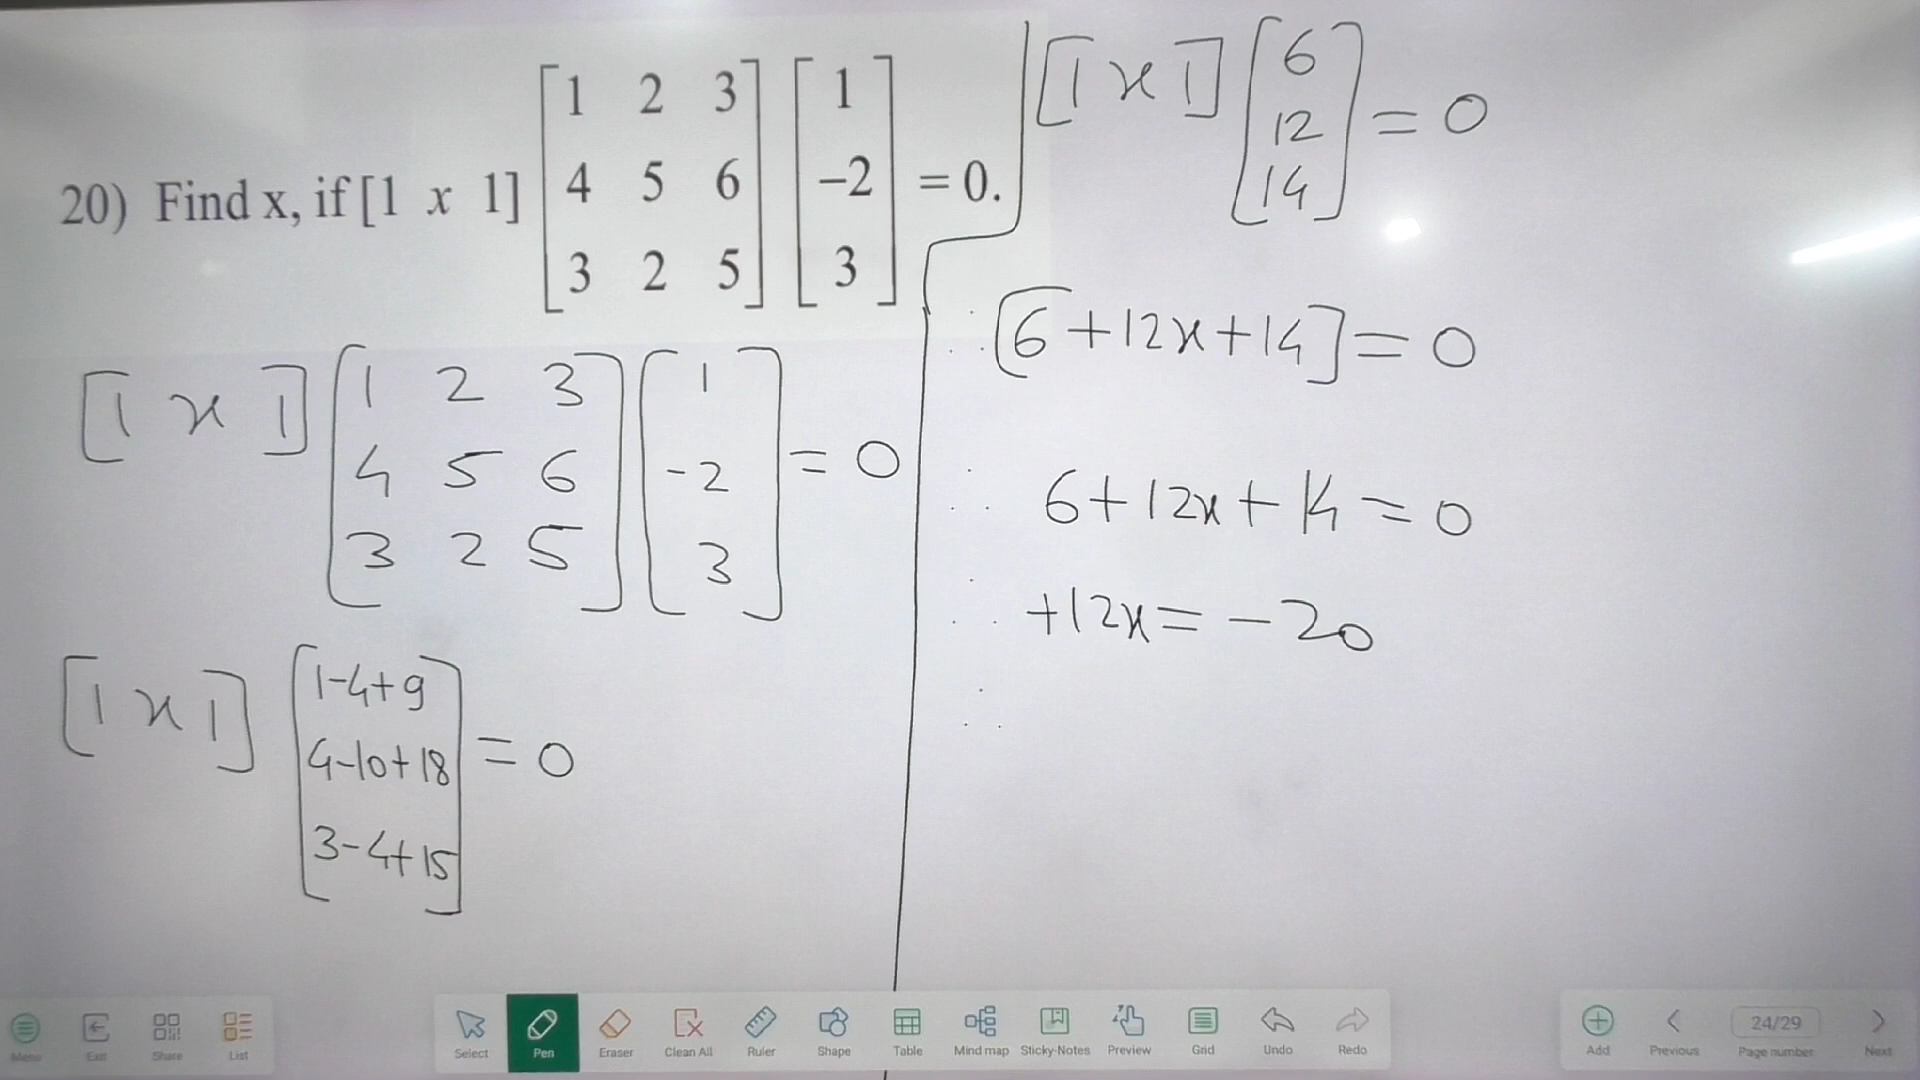 20) Find x, if [1 x 1] [1 2 3
4 5 6
3 2 5] [1
-2
3] = 0.
[1 x 1] [1 2 3
4 5 6
3 2 5] [1
-2
3] = 0
[1 x 1] [1-4+9
4-10+18
3-4+15] = 0
[1 x 1] [6
12
14] = 0
∴ [6+12x+14] = 0
∴ 6+12x+14=0
∴ +12x = -20
∴
Menu Exit Share List Select Pen Eraser Clean All Ruler Shape Table Mind map Sticky-Notes Preview Grid Undo Redo Add Previous 24/29 Page number Next